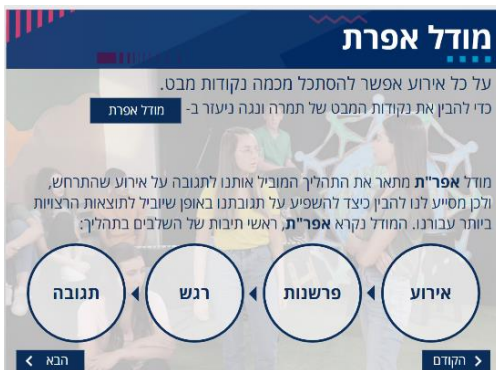 מודל אפרת
על כל אירוע אפשר להסתכל מכמה נקודות מבט.
כדי להבין את נקודות המבט של תמרה ונגה ניעזר ב- מודל אפרת
מודל אפר"ת מתאר את התהליך המוביל אותנו לתגובה על אירוע שהתרחש,
ולכן מסייע לנו להבין כיצד להשפיע על תגובתנו באופן שיוביל לתוצאות הרצויות
ביותר עבורנו. המודל נקרא אפר"ת, ראשי תיבות של השלבים בתהליך:
אירוע פרשנות רגש תגובה
הקודם הבא